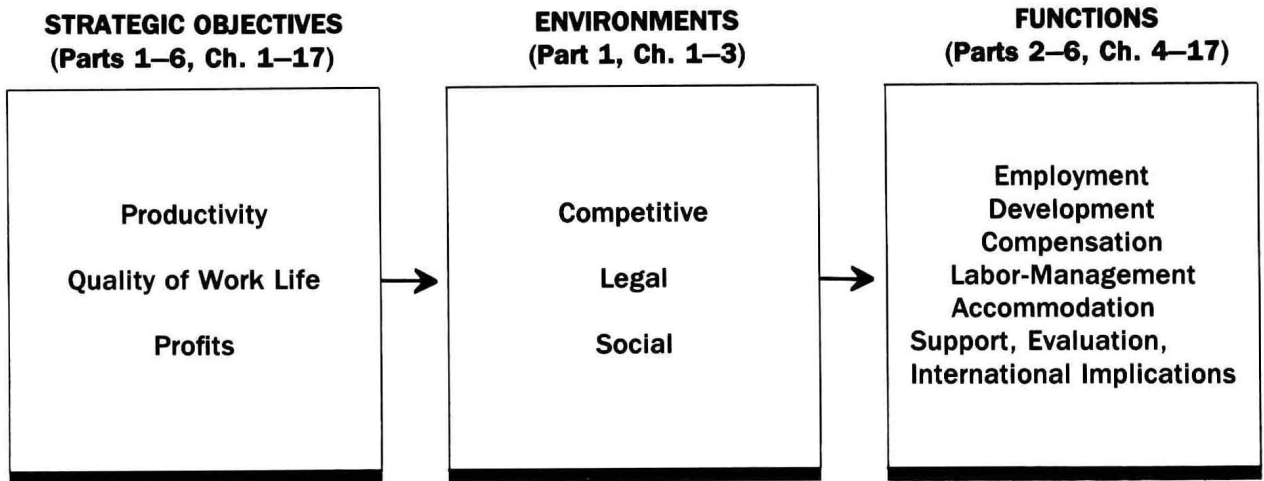 STRATEGIC OBJECTIVES
(Parts 1–6, Ch. 1–17)
Productivity
Quality of Work Life
Profits
ENVIRONMENTS
(Part 1, Ch. 1–3)
Competitive
Legal
Social
FUNCTIONS
(Parts 2–6, Ch. 4–17)
Employment
Development
Compensation
Labor-Management
Accommodation
Support, Evaluation,
International Implications